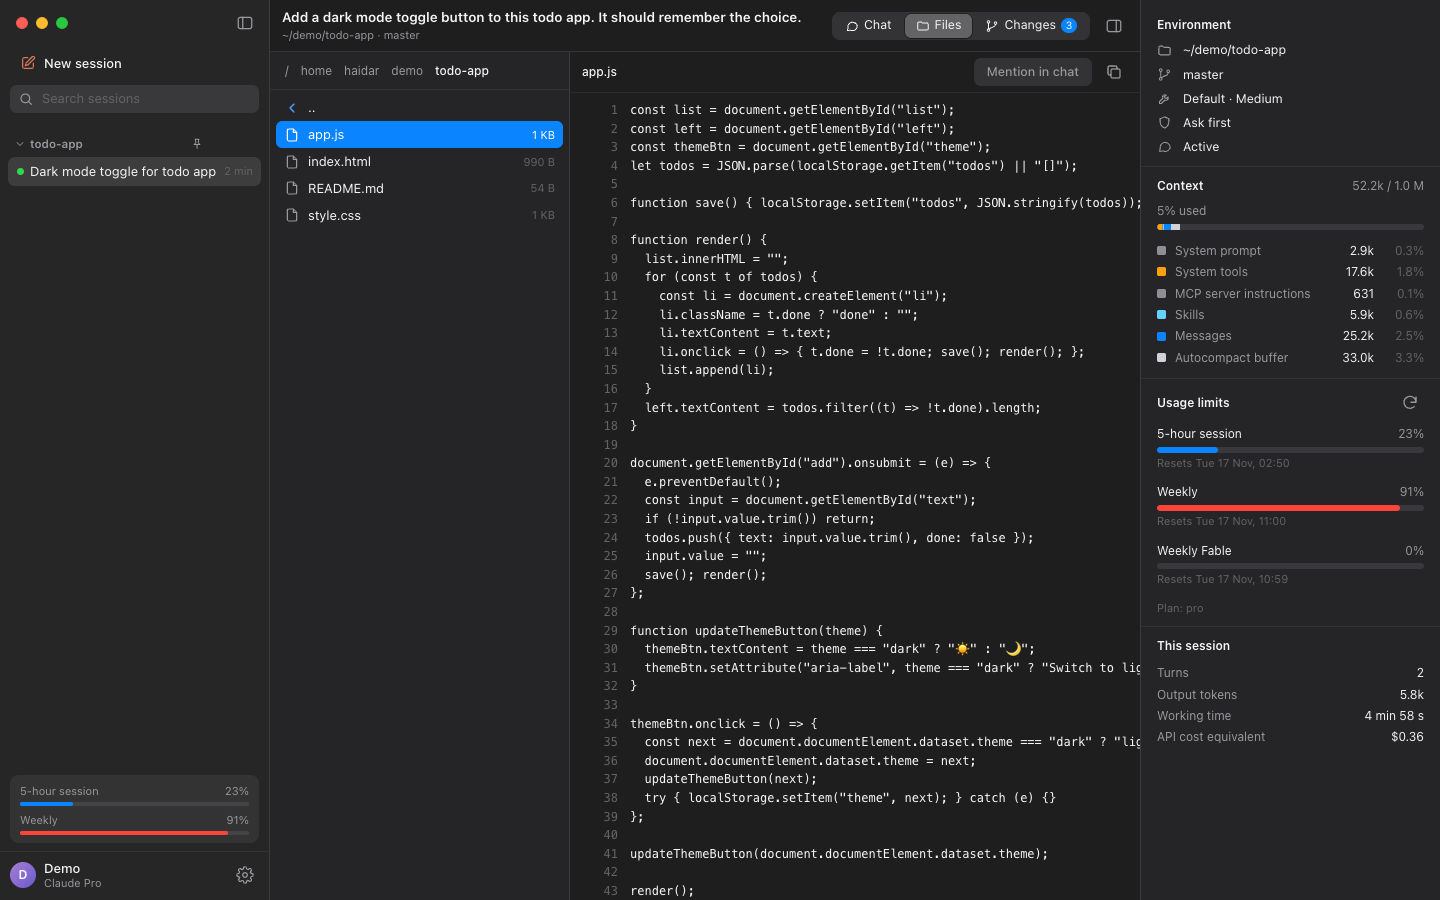 New session
Search sessions
todo-app
Dark mode toggle for todo app 2 min
5-hour session 23%
Weekly 91%
D
Demo
Claude Pro
Add a dark mode toggle button to this todo app. It should remember the choice.
~/demo/todo-app · master
Chat Files Changes 3
/ home haidar demo todo-app
..
app.js 1 KB
index.html 990 B
README.md 54 B
style.css 1 KB
app.js Mention in chat
1 const list = document.getElementById("list");
2 const left = document.getElementById("left");
3 const themeBtn = document.getElementById("theme");
4 let todos = JSON.parse(localStorage.getItem("todos") || "[]");
5
6 function save() { localStorage.setItem("todos", JSON.stringify(todos));
7
8 function render() {
9 list.innerHTML = "";
10 for (const t of todos) {
11 const li = document.createElement("li");
12 li.className = t.done ? "done" : "";
13 li.textContent = t.text;
14 li.onclick = () => { t.done = !t.done; save(); render(); };
15 list.append(li);
16 }
17 left.textContent = todos.filter((t) => !t.done).length;
18 }
19
20 document.getElementById("add").onsubmit = (e) => {
21 e.preventDefault();
22 const input = document.getElementById("text");
23 if (!input.value.trim()) return;
24 todos.push({ text: input.value.trim(), done: false });
25 input.value = "";
26 save(); render();
27 };
28
29 function updateThemeButton(theme) {
30 themeBtn.textContent = theme === "dark" ? "☀️" : "🌙";
31 themeBtn.setAttribute("aria-label", theme === "dark" ? "Switch to lig
32 }
33
34 themeBtn.onclick = () => {
35 const next = document.documentElement.dataset.theme === "dark" ? "lig
36 document.documentElement.dataset.theme = next;
37 updateThemeButton(next);
38 try { localStorage.setItem("theme", next); } catch (e) {}
39 };
40
41 updateThemeButton(document.documentElement.dataset.theme);
42
43 render();
Environment
~/demo/todo-app
master
Default · Medium
Ask first
Active
Context 52.2k / 1.0 M
5% used
System prompt 2.9k 0.3%
System tools 17.6k 1.8%
MCP server instructions 631 0.1%
Skills 5.9k 0.6%
Messages 25.2k 2.5%
Autocompact buffer 33.0k 3.3%
Usage limits
5-hour session 23%
Resets Tue 17 Nov, 02:50
Weekly 91%
Resets Tue 17 Nov, 11:00
Weekly Fable 0%
Resets Tue 17 Nov, 10:59
Plan: pro
This session
Turns 2
Output tokens 5.8k
Working time 4 min 58 s
API cost equivalent $0.36